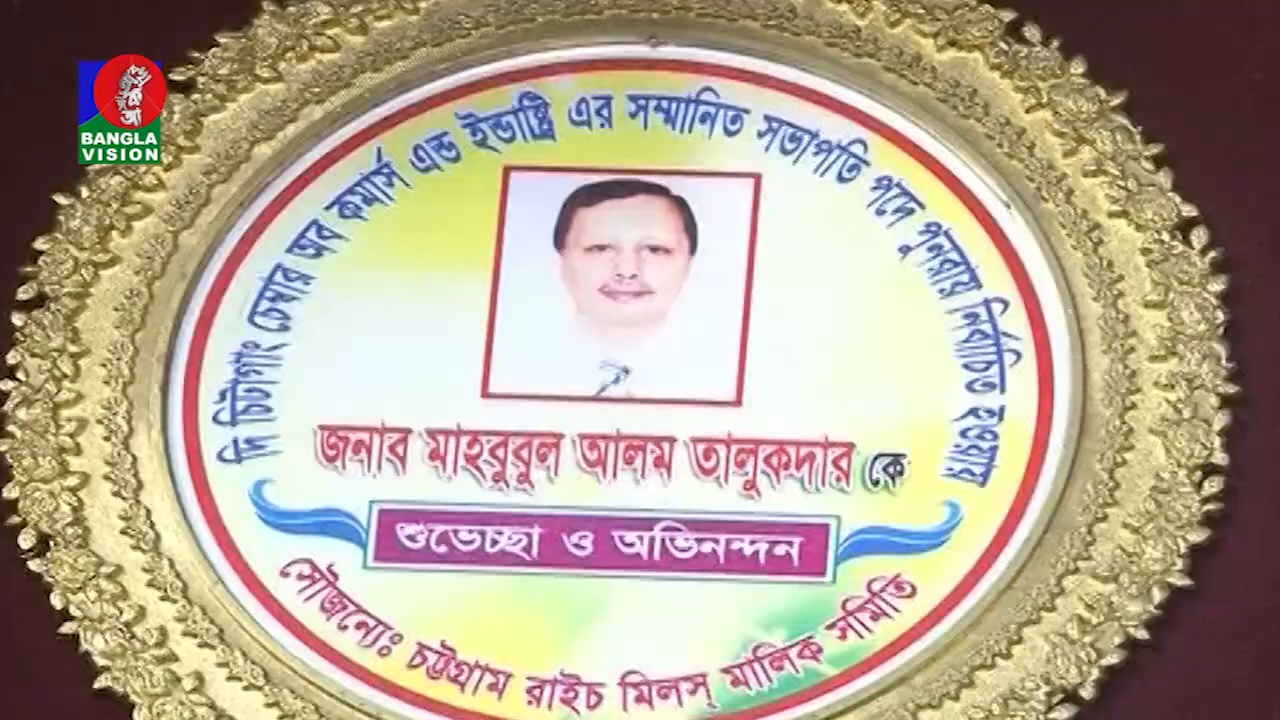 BANGLA
VISION
দি চিটাগাং চেম্বার অব কমার্স এন্ড ইন্ডাষ্ট্রি এর সম্মানিত সভাপতি পদে পুনরায় নির্বাচিত হওয়ায়
জনাব মাহবুবুল আলম তালুকদার কে
শুভেচ্ছা ও অভিনন্দন
সৌজন্যেঃ চট্টগ্রাম রাইচ মিলস্ মালিক সমিতি